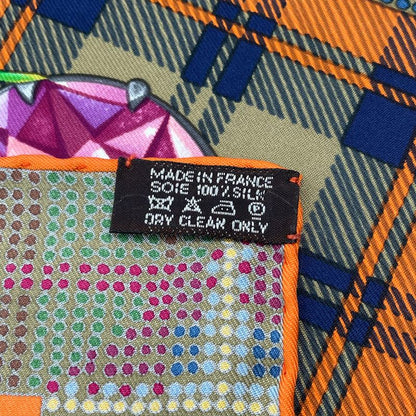 MADE IN FRANCE
SOIE 100% SILK
P
DRY CLEAN ONLY